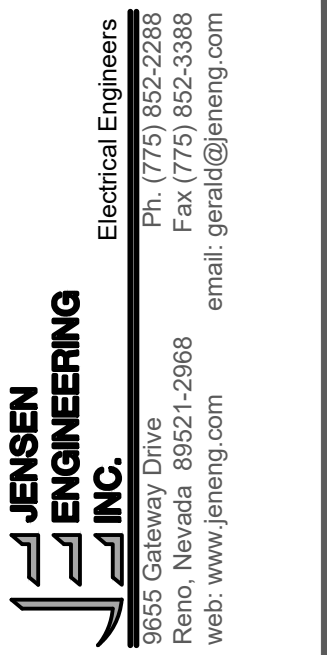 JENSEN
ENGINEERING
INC. Electrical Engineers
9655 Gateway Drive Ph. (775) 852-2288
Reno, Nevada 89521-2968 Fax (775) 852-3388
web: www.jeneng.com email: gerald@jeneng.com